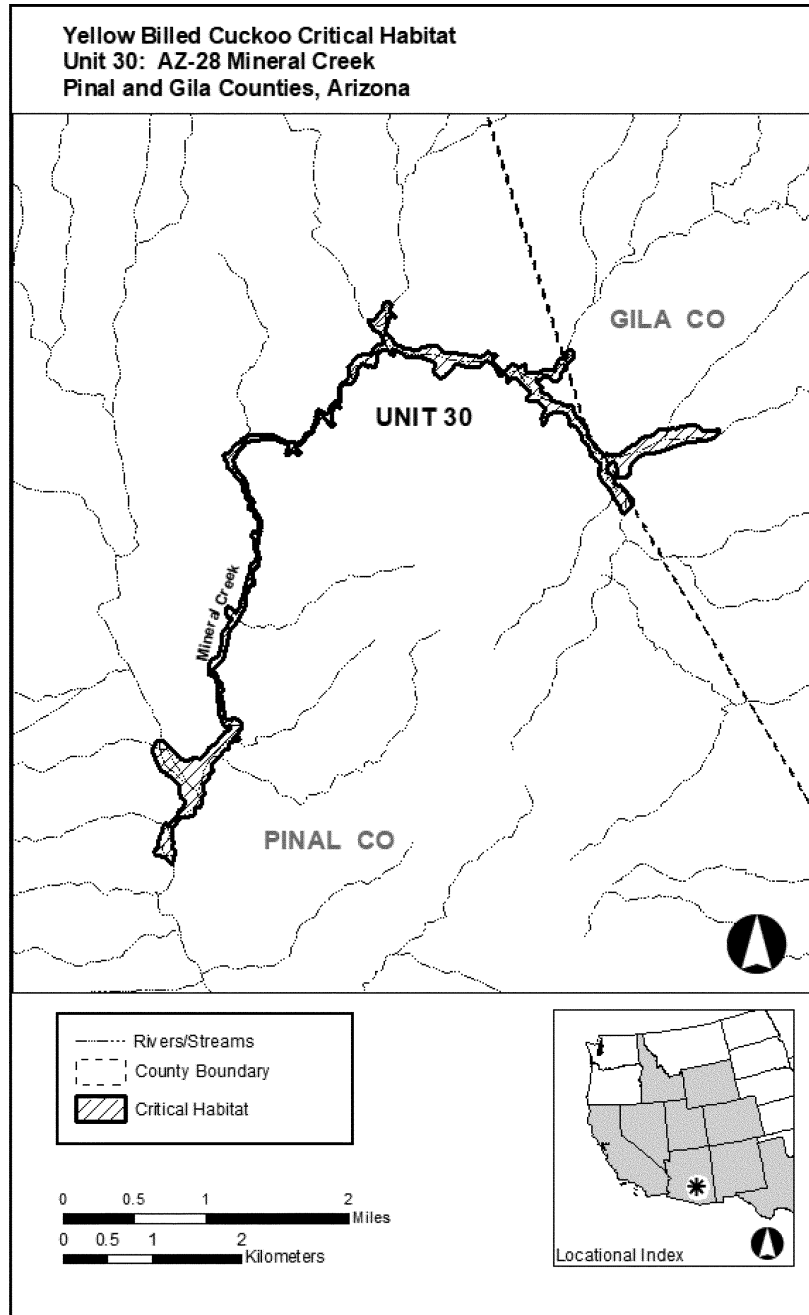 Yellow Billed Cuckoo Critical Habitat
Unit 30: AZ-28 Mineral Creek
Pinal and Gila Counties, Arizona
GILA CO
UNIT 30
Mineral Creek
PINAL CO
Rivers/Streams
County Boundary
Critical Habitat
0 0.5 1 2
Miles
0 0.5 1 2
Kilometers
Locational Index